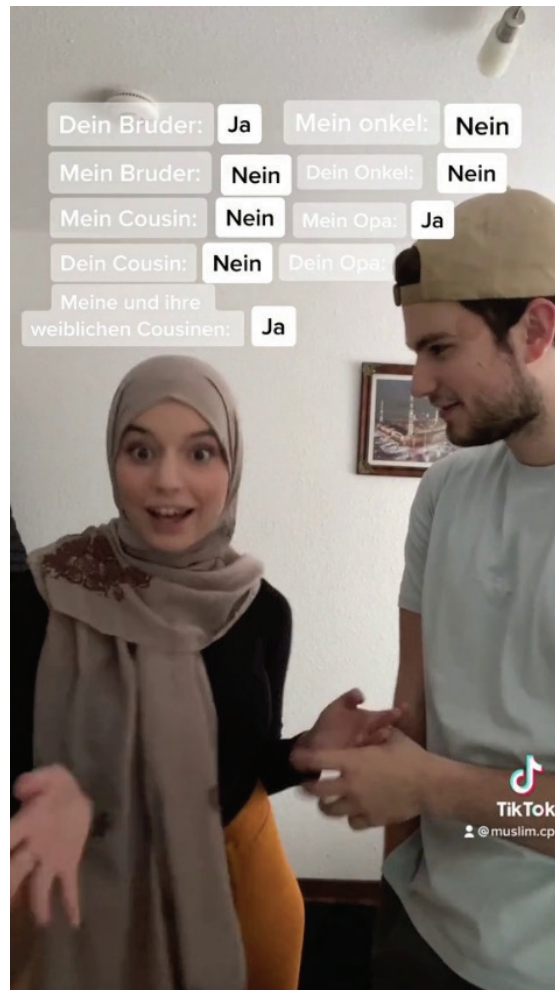 Dein Bruder: Ja Mein onkel: Nein
Mein Bruder: Nein Dein Onkel: Nein
Mein Cousin: Nein Mein Opa: Ja
Dein Cousin: Nein Dein Opa:
Meine und ihre
weiblichen Cousinen: Ja
TikTok
@muslim.cp